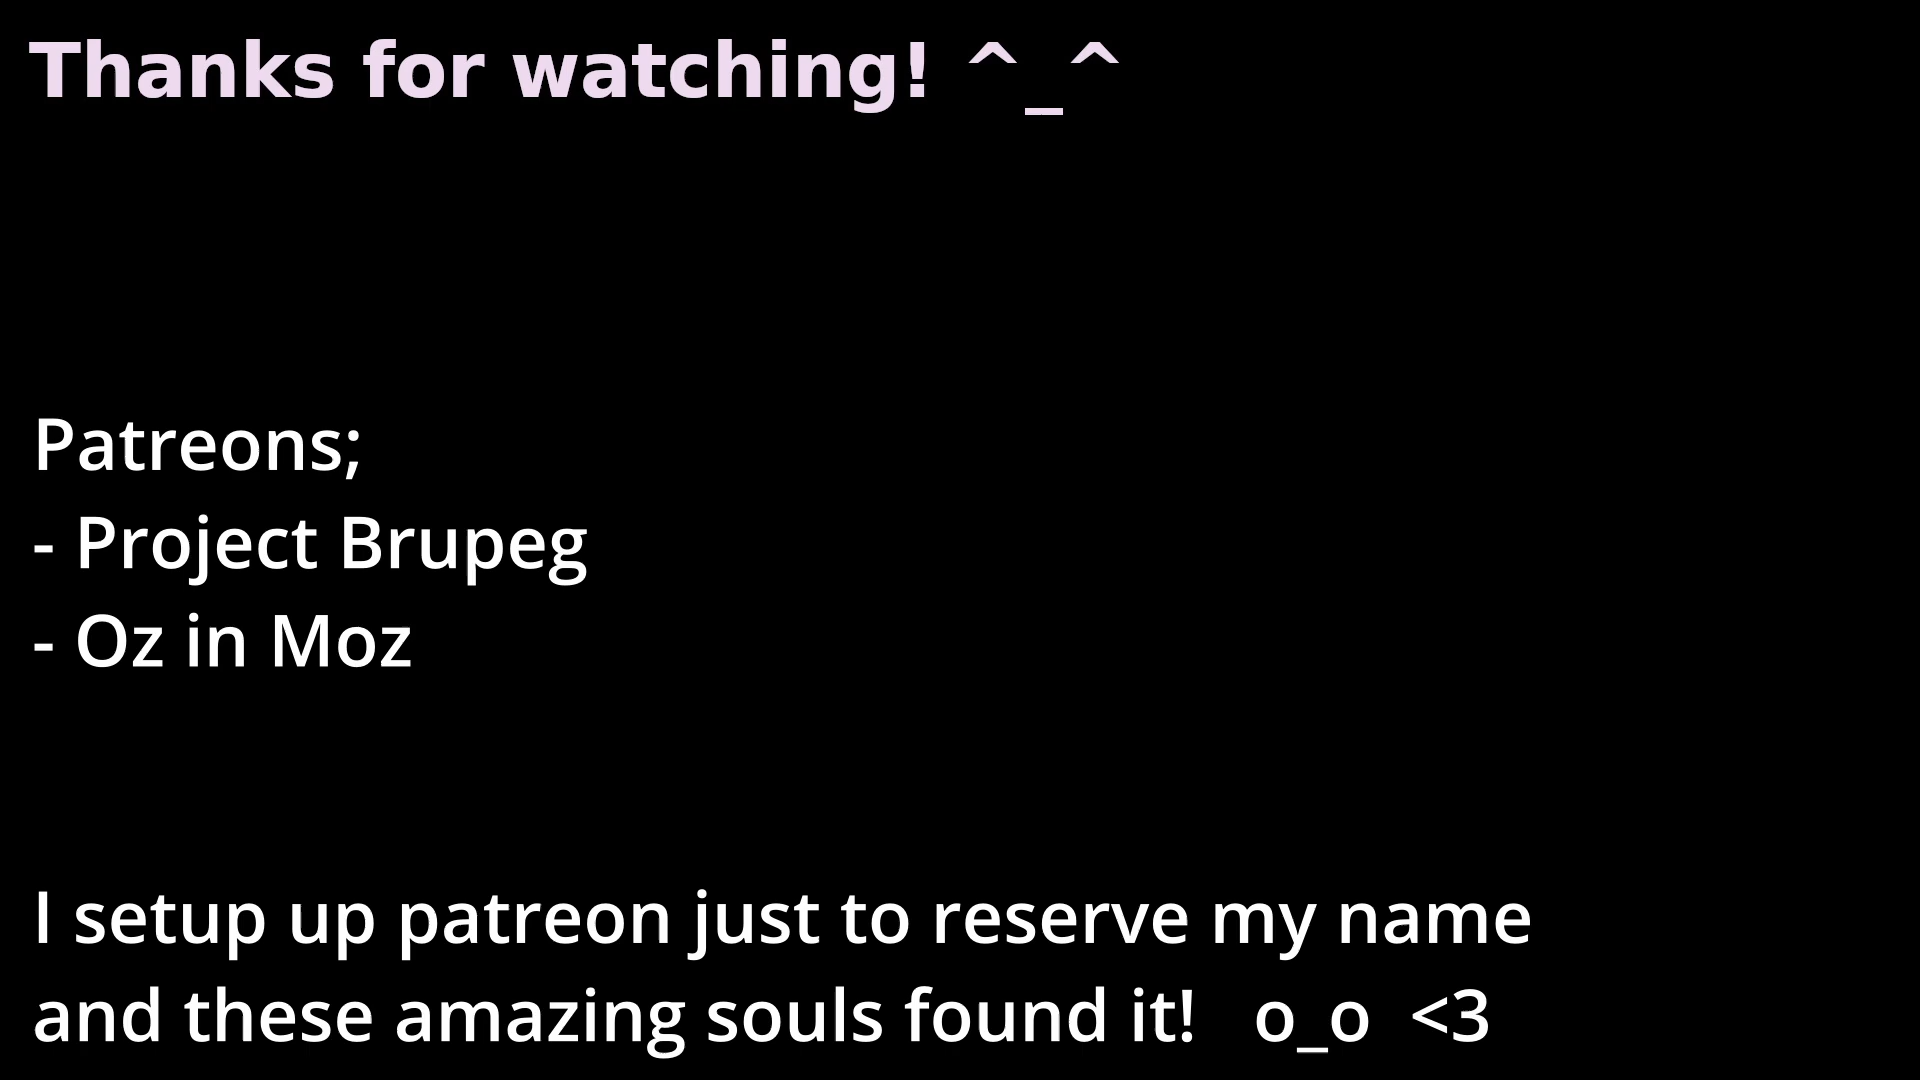 Thanks for watching! ^_^
Patreons;
- Project Brupeg
- Oz in Moz
I setup up patreon just to reserve my name
and these amazing souls found it!   o_o  <3